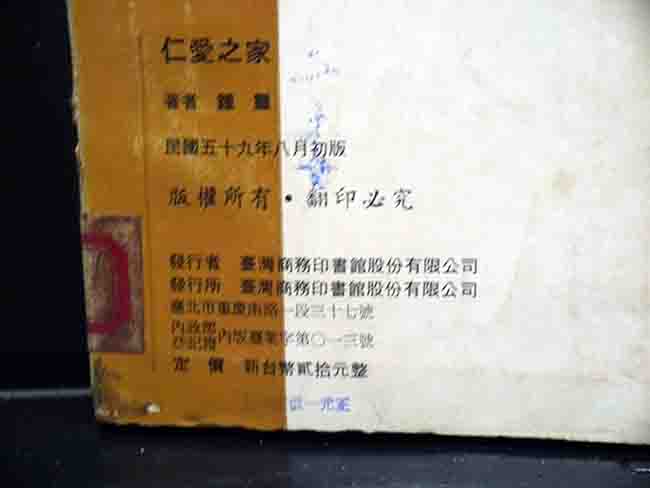 仁愛之家
著者 鍾靈
民國五十九年八月初版
版權所有・翻印必究
發行者 臺灣商務印書館股份有限公司
發行所 臺灣商務印書館股份有限公司
臺北市重慶南路一段三十七號
內政部
登記證內版臺業字第〇一三號
定價 新台幣貳拾元整